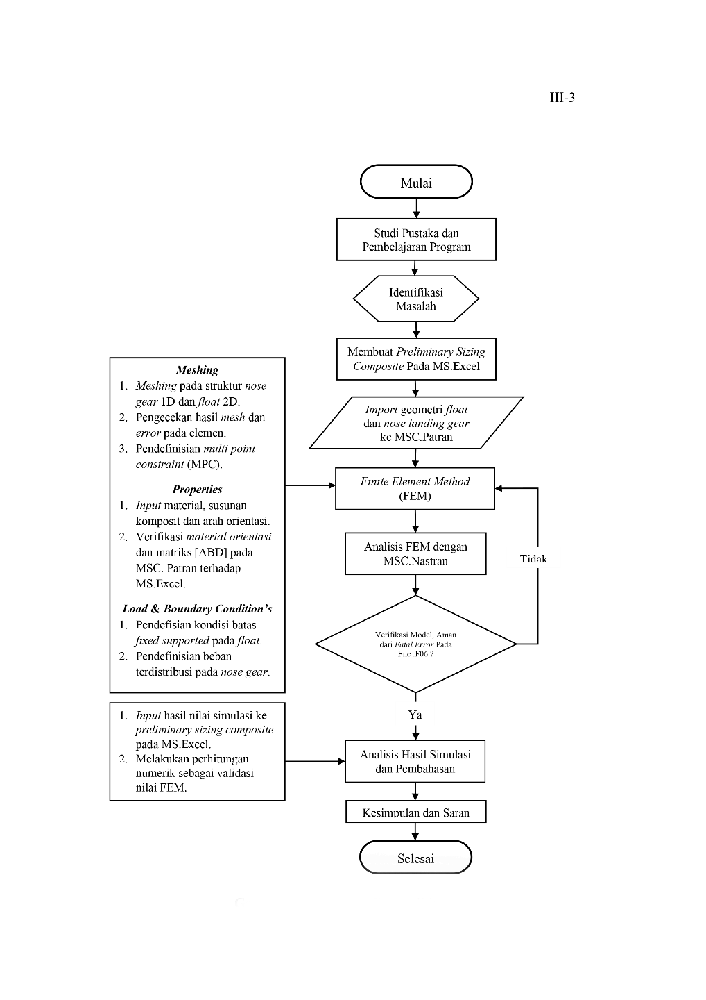 III-3
Mulai
Studi Pustaka dan
Pembelajaran Program
Identifikasi
Masalah
Membuat Preliminary Sizing
Composite Pada MS.Excel
Import geometri float
dan nose landing gear
ke MSC.Patran
Meshing
1. Meshing pada struktur nose
gear 1D dan float 2D.
2. Pengecekan hasil mesh dan
error pada elemen.
3. Pendefinisian multi point
constraint (MPC).
Properties
1. Input material, susunan
komposit dan arah orientasi.
2. Verifikasi material orientasi
dan matriks [ABD] pada
MSC. Patran terhadap
MS.Excel.
Load & Boundary Condition’s
1. Pendefisian kondisi batas
fixed supported pada float.
2. Pendefinisian beban
terdistribusi pada nose gear.
Finite Element Method
(FEM)
Analisis FEM dengan
MSC.Nastran
Tidak
Verifikasi Model, Aman
dari Fatal Error Pada
File .F06 ?
Ya
1. Input hasil nilai simulasi ke
preliminary sizing composite
pada MS.Excel.
2. Melakukan perhitungan
numerik sebagai validasi
nilai FEM.
Analisis Hasil Simulasi
dan Pembahasan
Kesimpulan dan Saran
Selesai